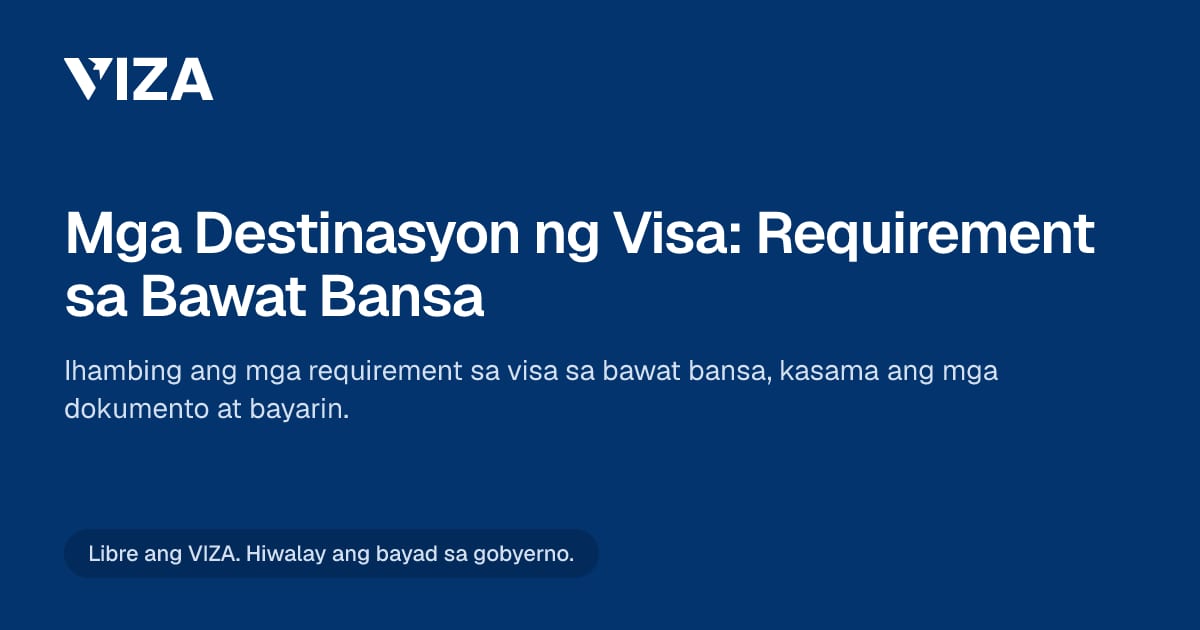 VIZA
Mga Destinasyon ng Visa: Requirement
sa Bawat Bansa
Ihambing ang mga requirement sa visa sa bawat bansa, kasama ang mga
dokumento at bayarin.
Libre ang VIZA. Hiwalay ang bayad sa gobyerno.